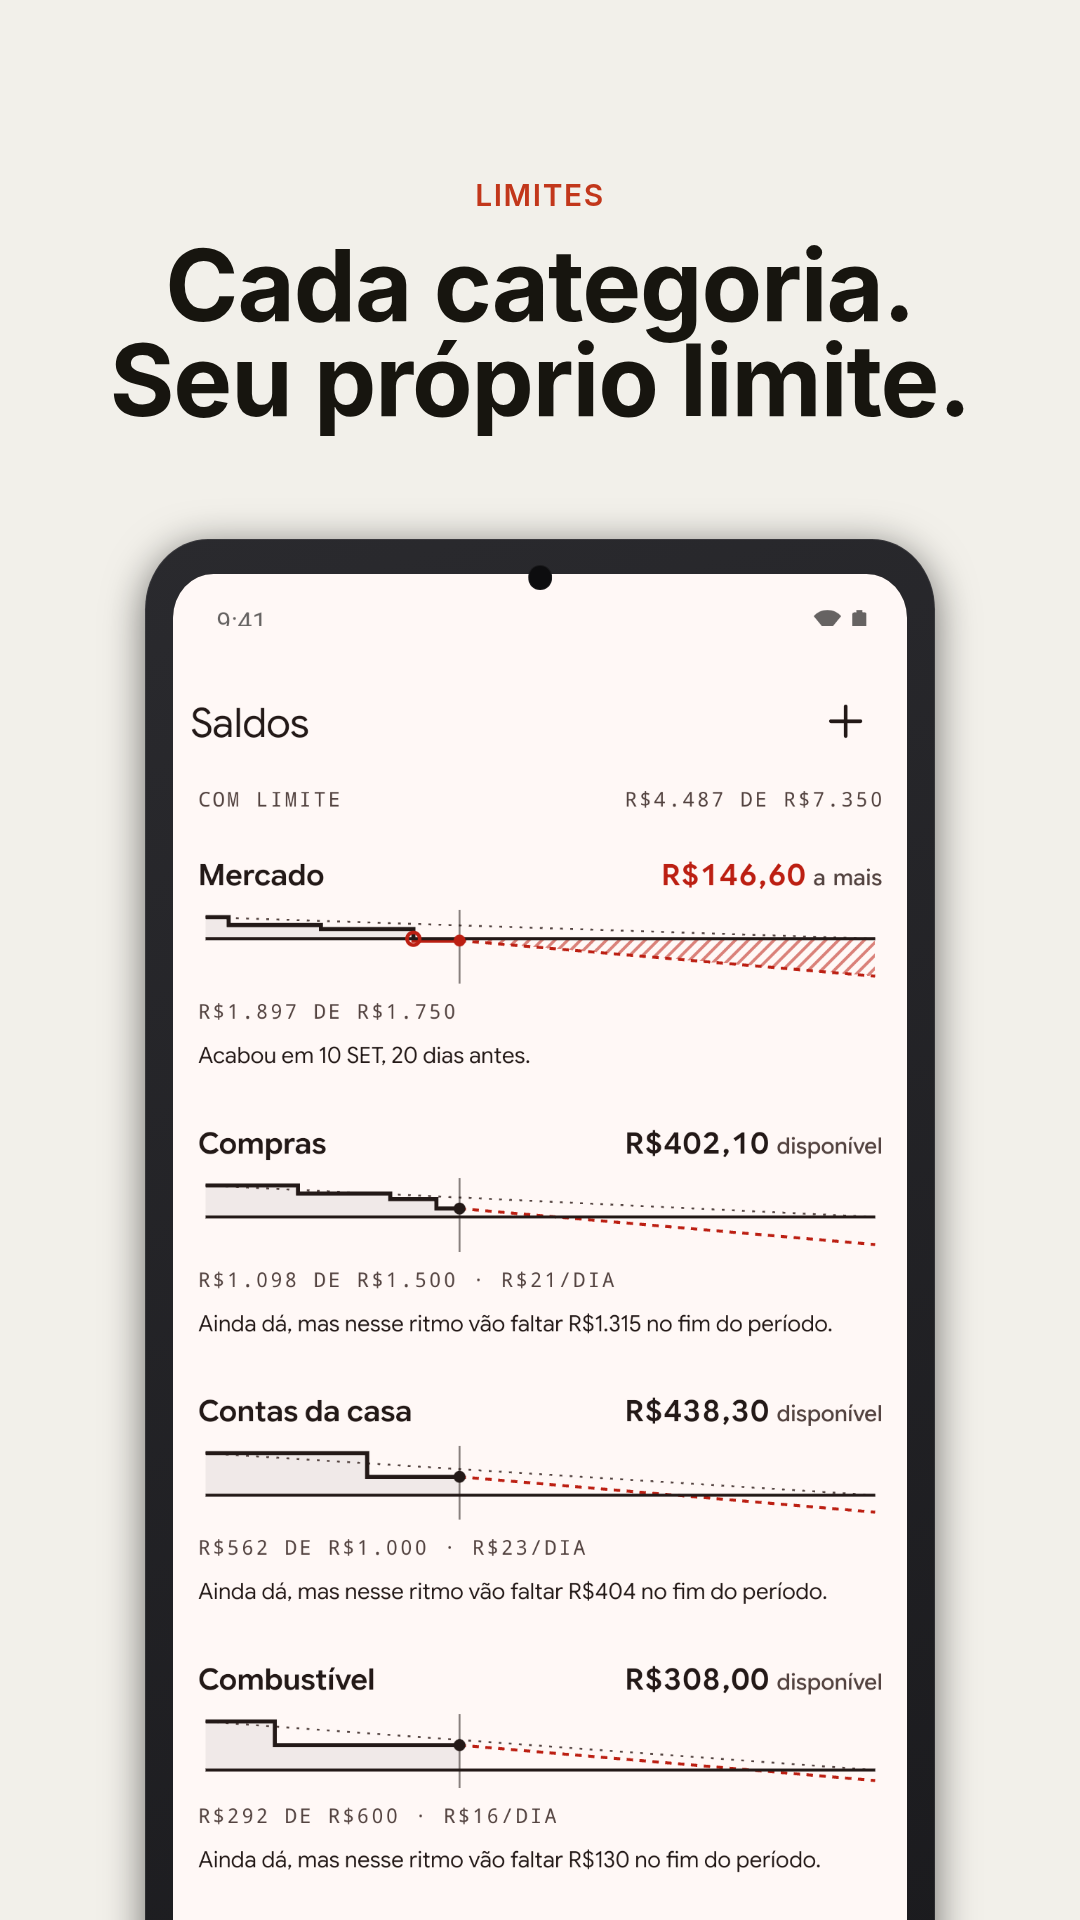 LIMITES
Cada categoria.
Seu próprio limite.
9:41
Saldos
COM LIMITE R$4.487 DE R$7.350
Mercado R$146,60 a mais
R$1.897 DE R$1.750
Acabou em 10 SET, 20 dias antes.
Compras R$402,10 disponível
R$1.098 DE R$1.500 · R$21/DIA
Ainda dá, mas nesse ritmo vão faltar R$1.315 no fim do período.
Contas da casa R$438,30 disponível
R$562 DE R$1.000 · R$23/DIA
Ainda dá, mas nesse ritmo vão faltar R$404 no fim do período.
Combustível R$308,00 disponível
R$292 DE R$600 · R$16/DIA
Ainda dá, mas nesse ritmo vão faltar R$130 no fim do período.